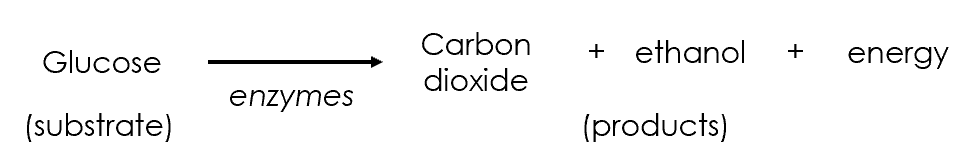 Glucose
enzymes
Carbon
dioxide
+ ethanol + energy
(substrate)
(products)